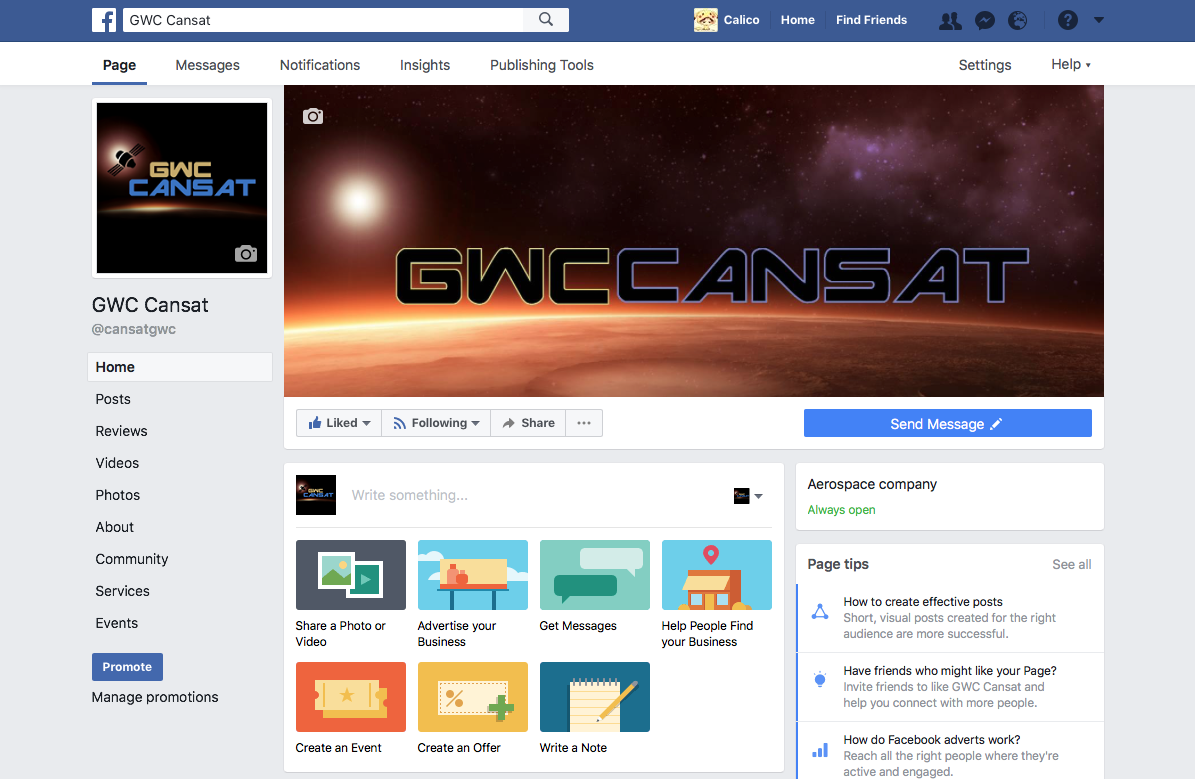 GWC Cansat
Calico
Home
Find Friends
Page
Messages
Notifications
Insights
Publishing Tools
Settings
Help
GWC
CANSAT
GWCCANSAT
GWC Cansat
@cansatgwc
Home
Posts
Reviews
Videos
Photos
About
Community
Services
Events
Promote
Manage promotions
Liked
Following
Share
Send Message
Write something...
Share a Photo or
Video
Advertise your
Business
Get Messages
Help People Find
your Business
Create an Event
Create an Offer
Write a Note
Aerospace company
Always open
Page tips
See all
How to create effective posts
Short, visual posts created for the right
audience are more successful.
Have friends who might like your Page?
Invite friends to like GWC Cansat and
help you connect with more people.
How do Facebook adverts work?
Reach all the right people where they're
active and engaged.